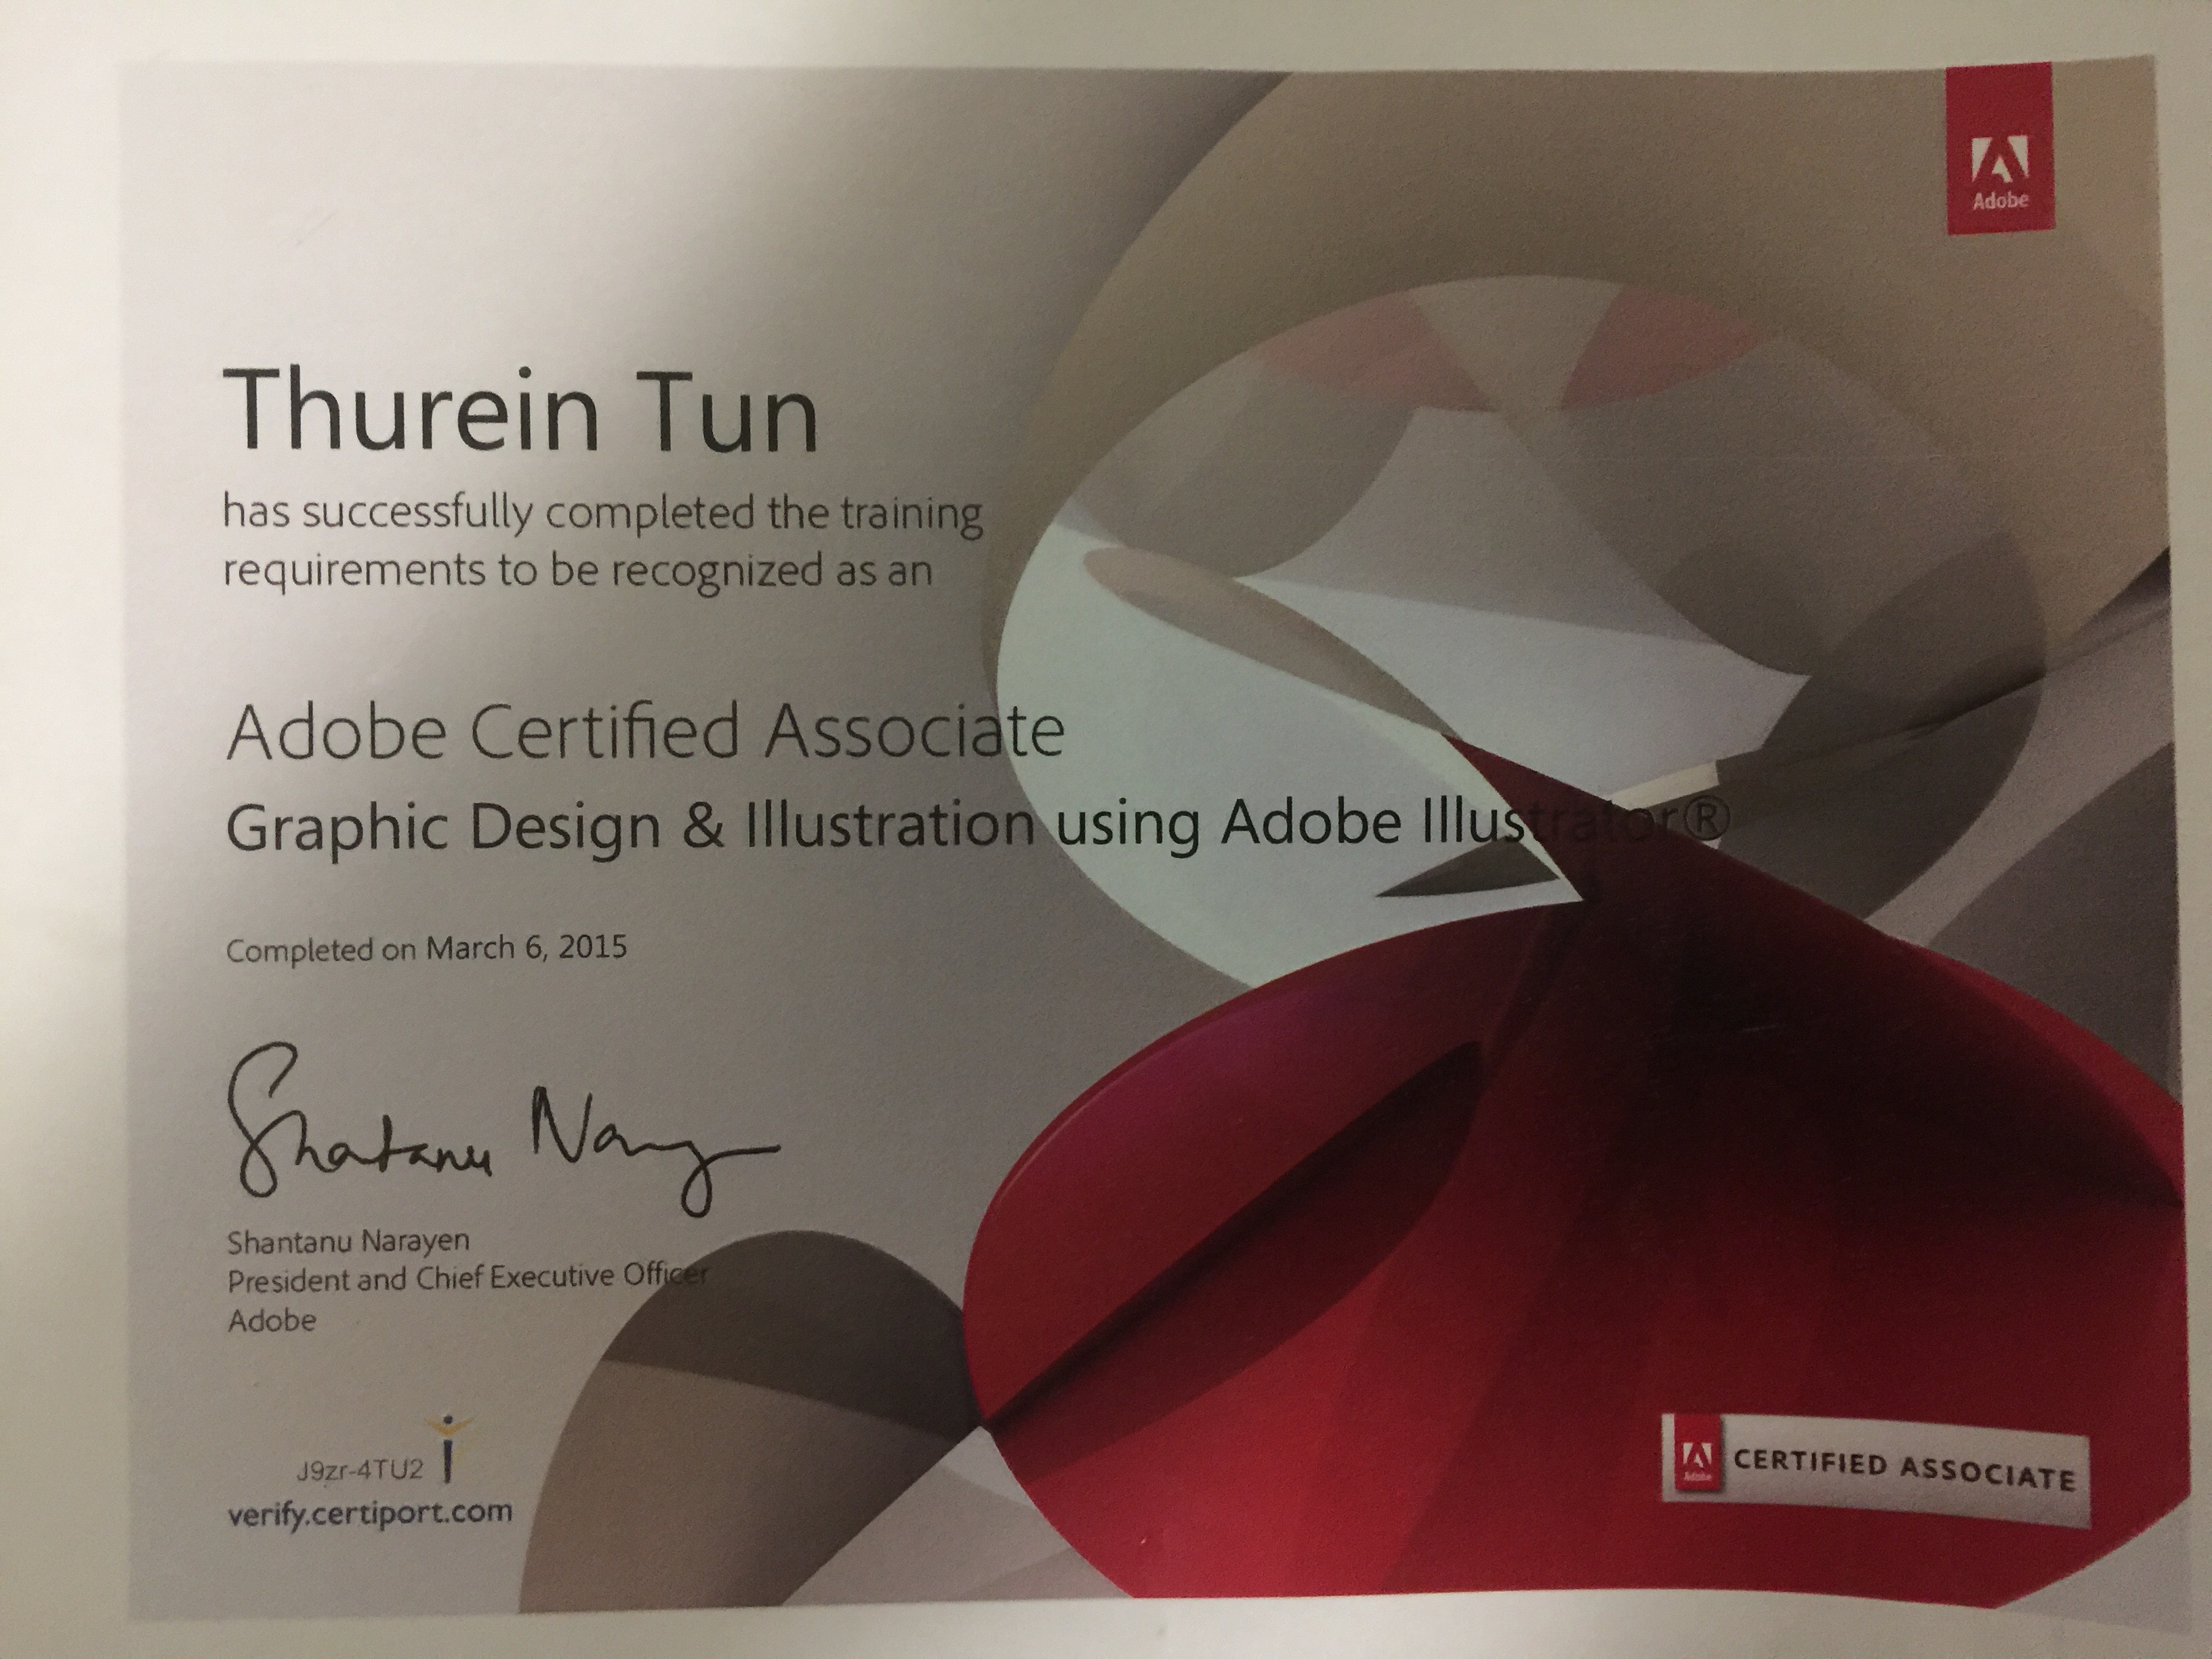 Adobe
Thurein Tun
has successfully completed the training
requirements to be recognized as an
Adobe Certified Associate
Graphic Design & Illustration using Adobe Illustrator®
Completed on March 6, 2015
Shantanu Narayen
President and Chief Executive Officer
Adobe
J9zr-4TU2
verify.certiport.com
Adobe
CERTIFIED ASSOCIATE